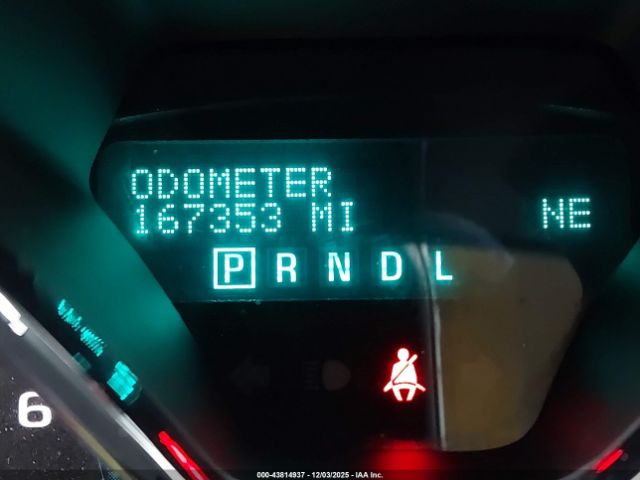 ODOMETER
167353 MI
NE
P R N D L
6
000-43814937 - 12/03/2025 - IAA Inc.